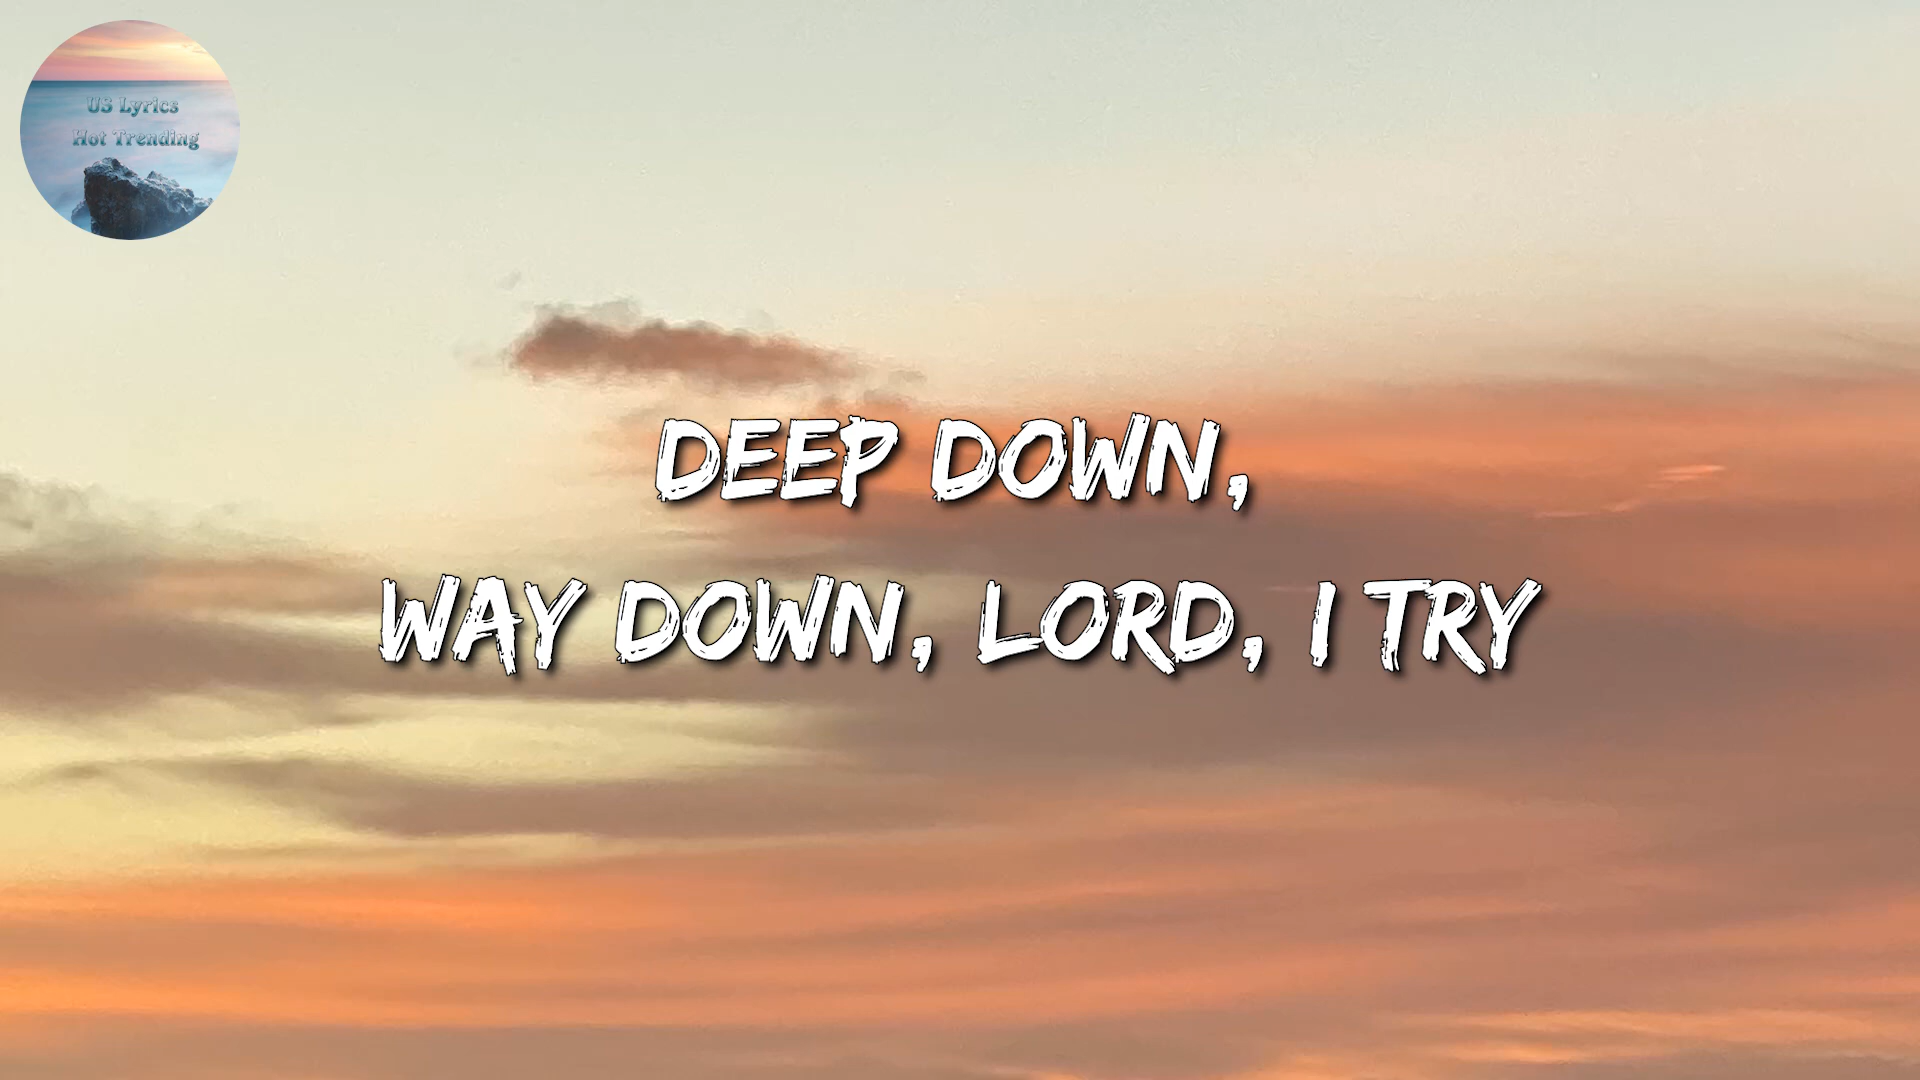 US Lyrics
Hot Trending
DEEP DOWN,
WAY DOWN, LORD, I TRY